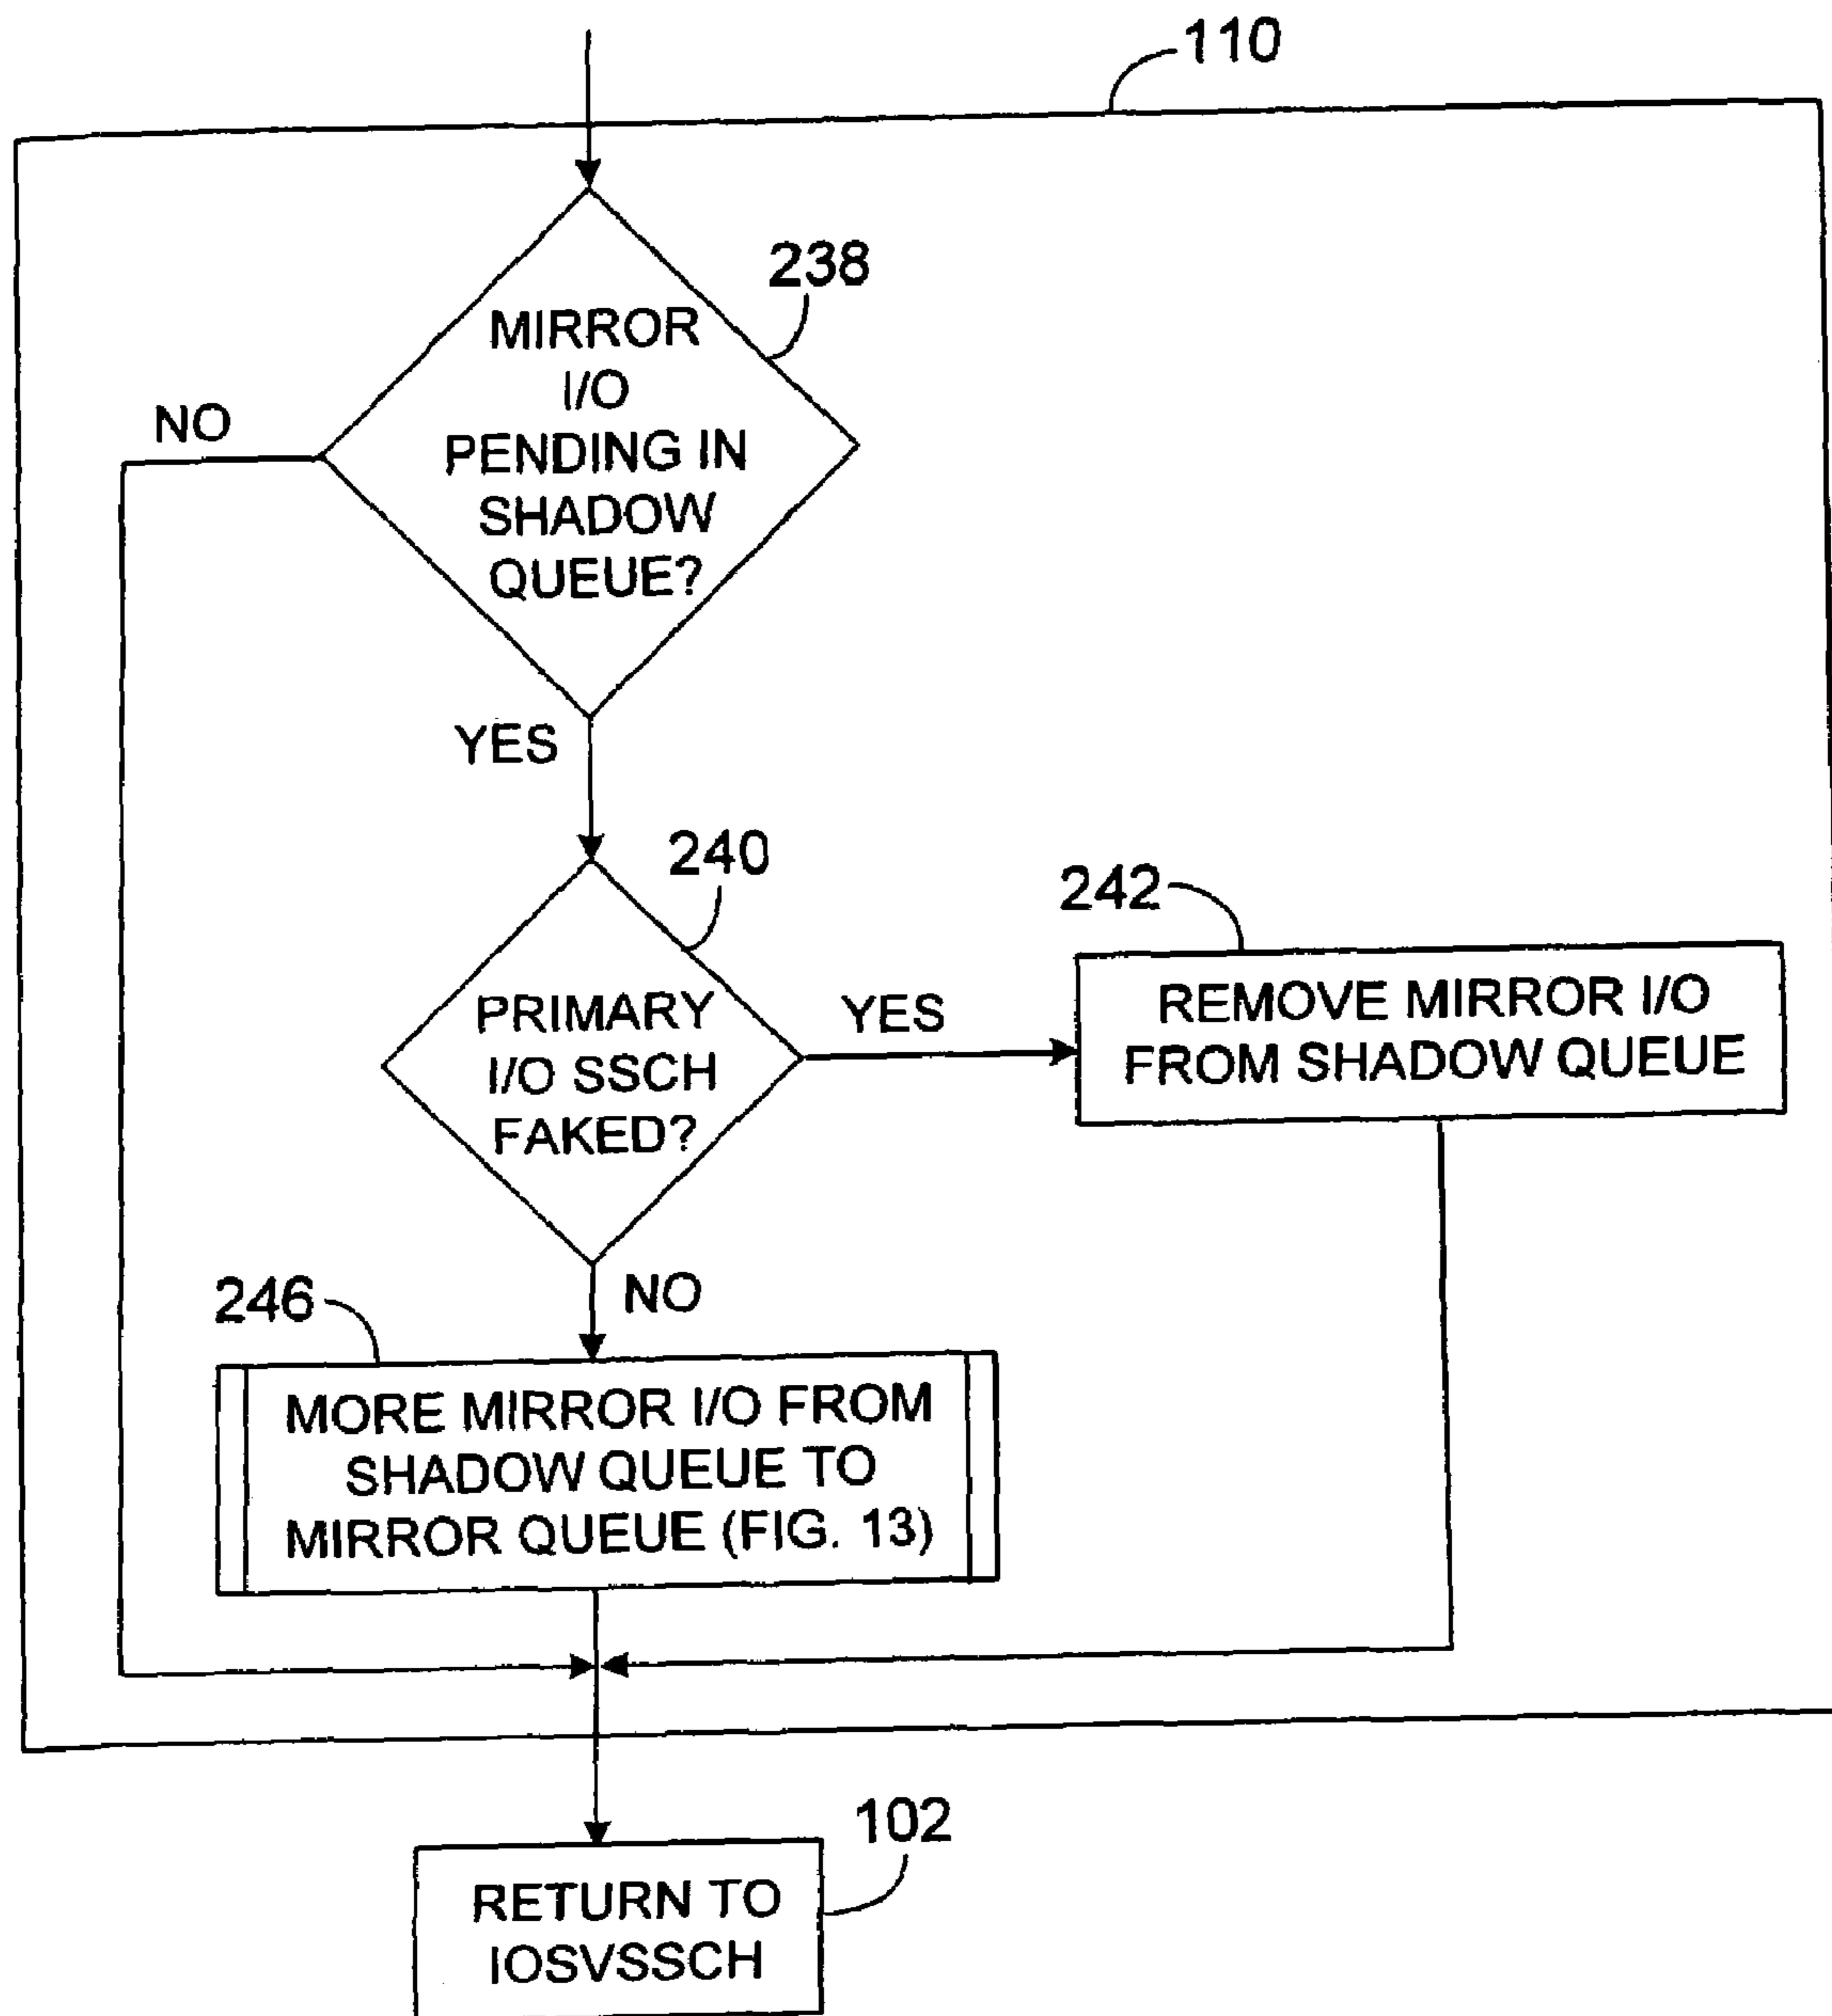 110
238
MIRROR
I/O
PENDING IN
SHADOW
QUEUE?
NO
YES
240
PRIMARY
I/O SSCH
FAKED?
YES
242
REMOVE MIRROR I/O
FROM SHADOW QUEUE
NO
246
MORE MIRROR I/O FROM
SHADOW QUEUE TO
MIRROR QUEUE (FIG. 13)
102
RETURN TO
IOSVSSCH